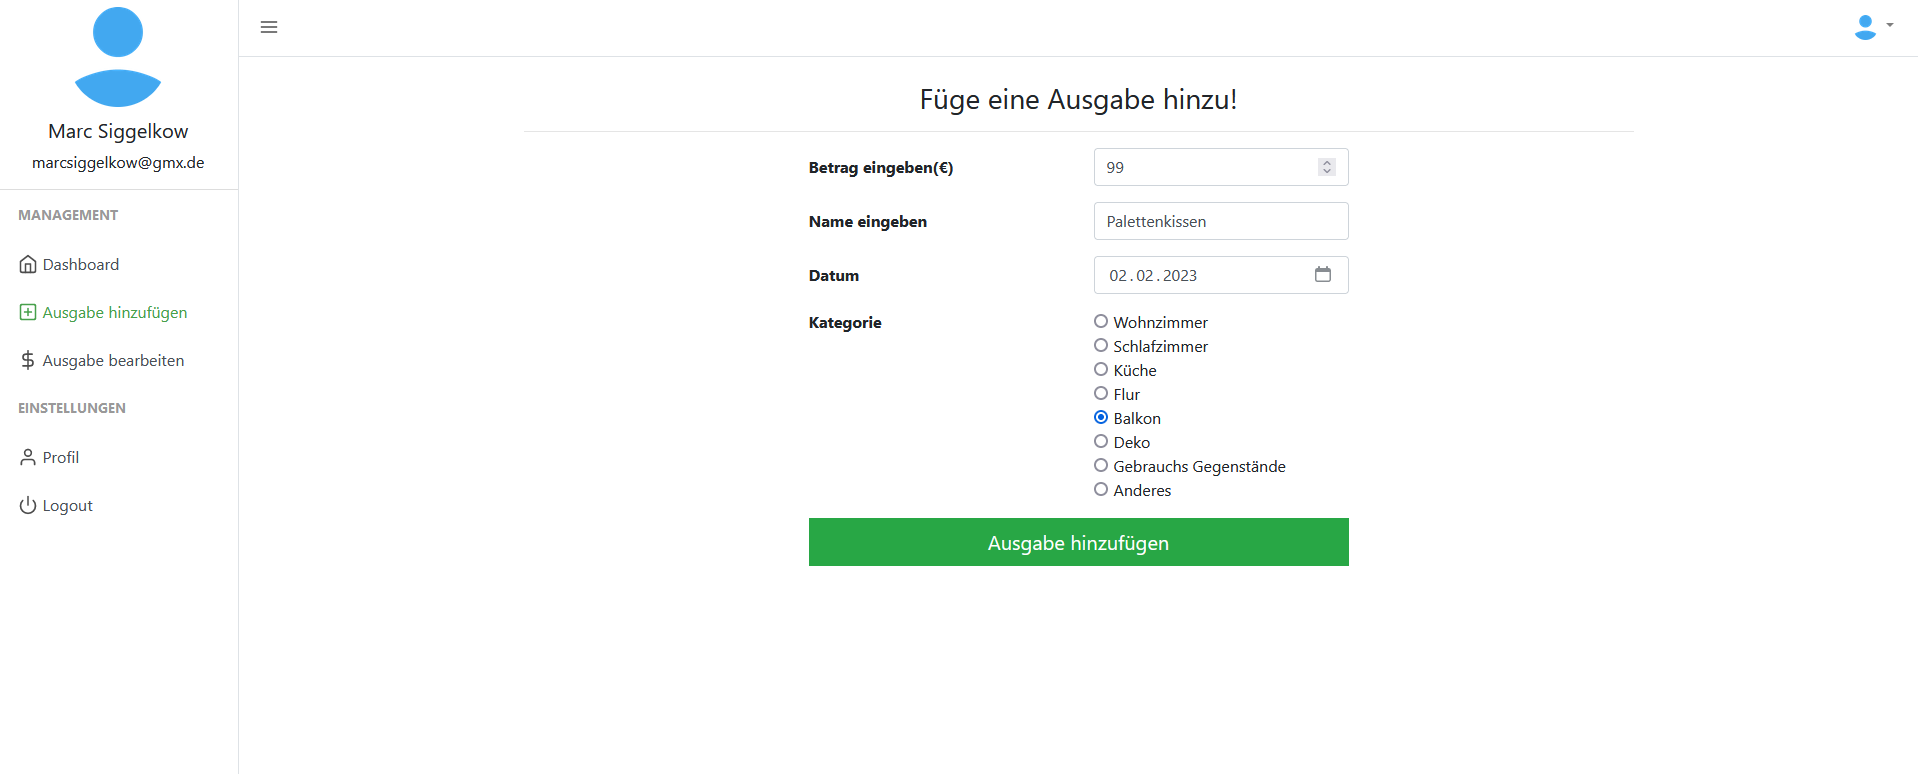 Marc Siggelkow
marcsiggelkow@gmx.de
MANAGEMENT
Dashboard
Ausgabe hinzufügen
Ausgabe bearbeiten
EINSTELLUNGEN
Profil
Logout
Füge eine Ausgabe hinzu!
Betrag eingeben(€) 99
Name eingeben Palettenkissen
Datum 02.02.2023
Kategorie Wohnzimmer
Schlafzimmer
Küche
Flur
Balkon
Deko
Gebrauchs Gegenstände
Anderes
Ausgabe hinzufügen